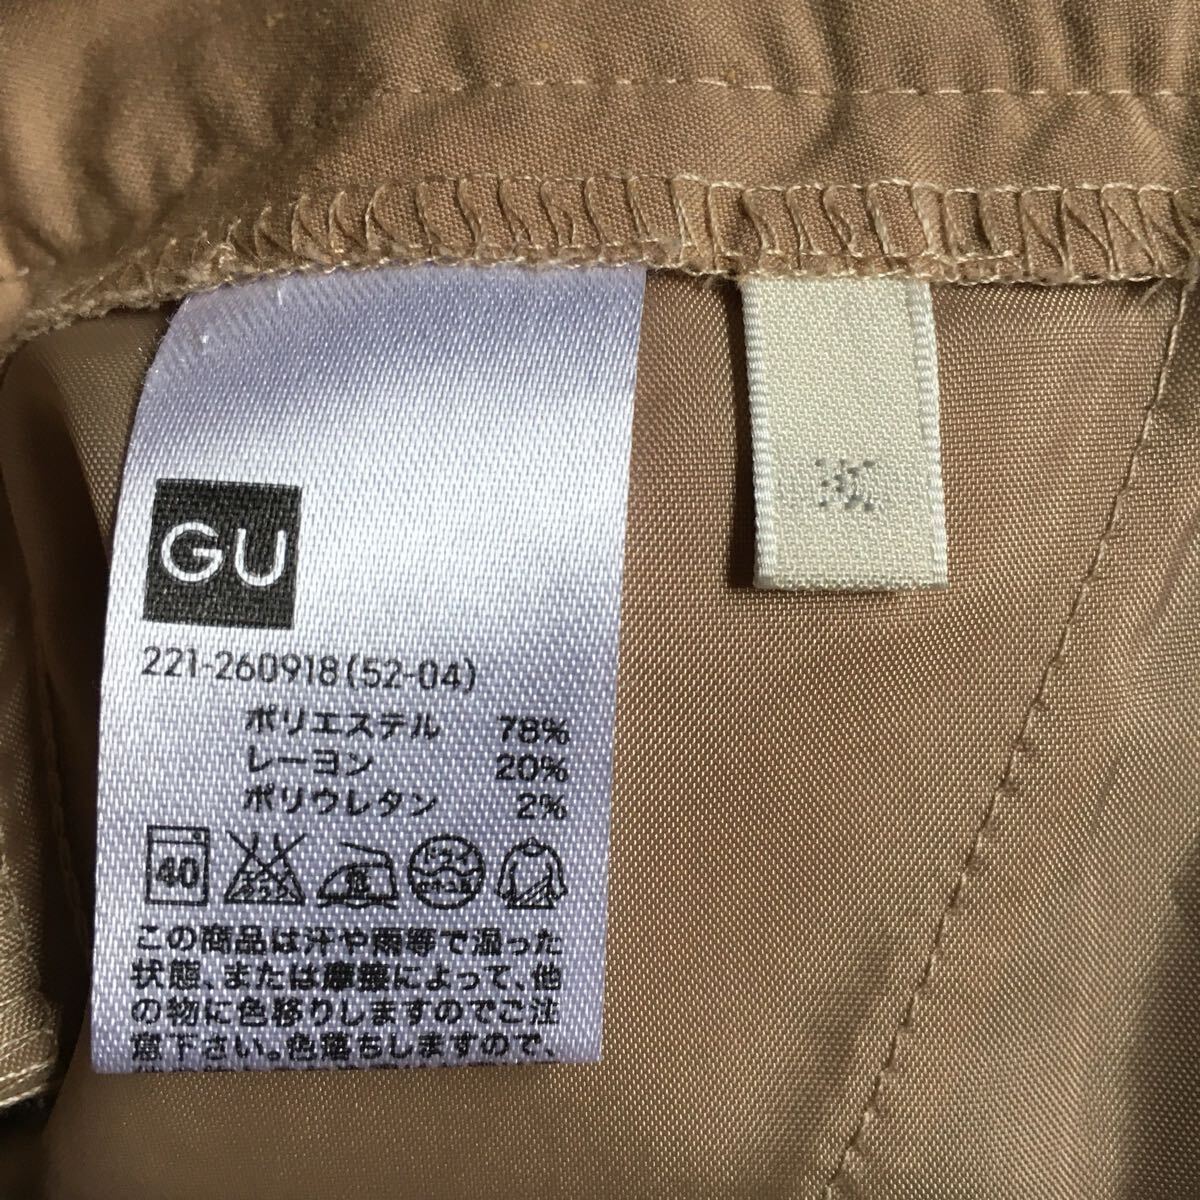 GU
221-260918(52-04)
ポリエステル 78%
レーヨン 20%
ポリウレタン 2%
40
この商品は汗や雨等で湿った
状態、または摩擦によって、他
の物に色移りしますのでご注
意下さい。色落ちしますので、